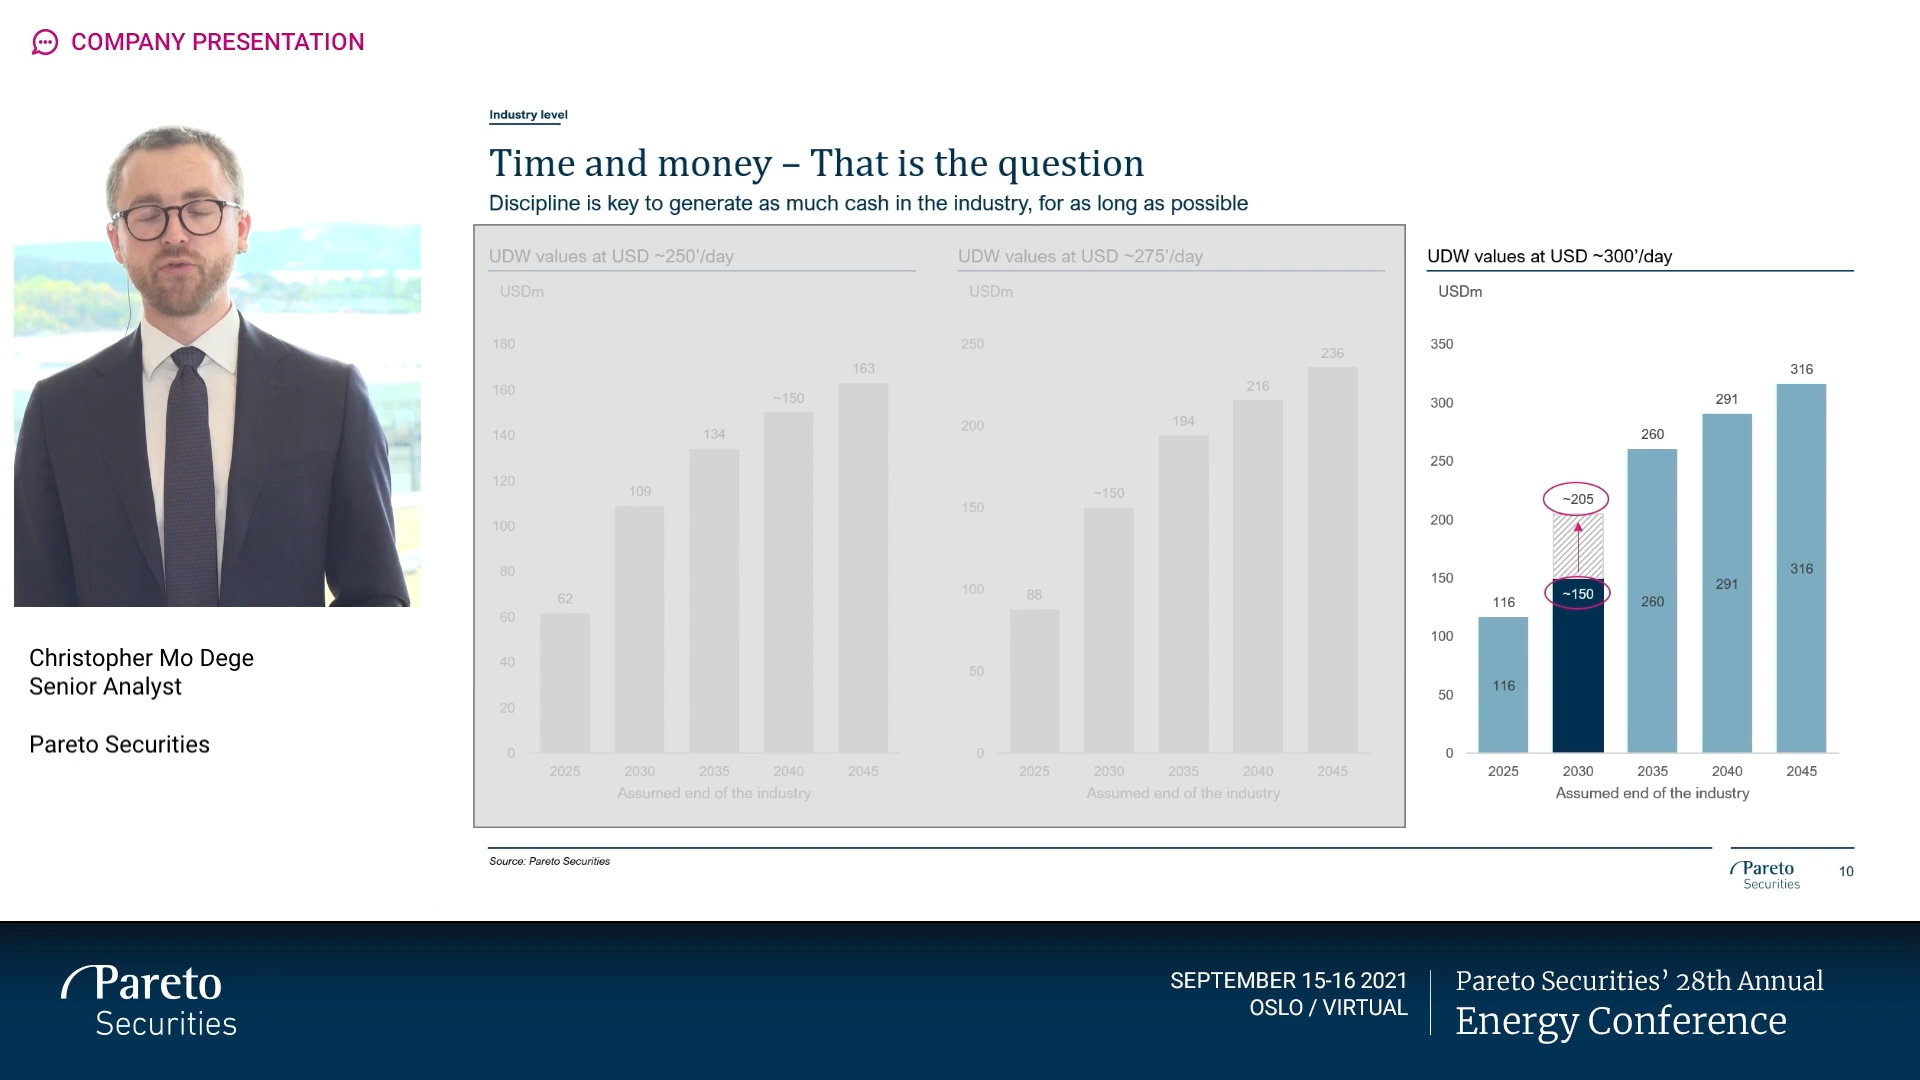 COMPANY PRESENTATION
Industry level
Time and money – That is the question
Discipline is key to generate as much cash in the industry, for as long as possible
UDW values at USD ~250'/day
USDm
180
160
140
120
100
80
60
40
20
0
62
109
134
~150
163
2025 2030 2035 2040 2045
Assumed end of the industry
UDW values at USD ~275'/day
USDm
250
200
150
100
50
0
88
~150
194
216
236
2025 2030 2035 2040 2045
Assumed end of the industry
UDW values at USD ~300'/day
USDm
350
300
250
200
150
100
50
0
116
~205
260
291
316
116
~150
260
291
316
2025 2030 2035 2040 2045
Assumed end of the industry
Source: Pareto Securities
Pareto
Securities
10
Christopher Mo Dege
Senior Analyst
Pareto Securities
Pareto
Securities
SEPTEMBER 15-16 2021
OSLO / VIRTUAL
Pareto Securities’ 28th Annual
Energy Conference